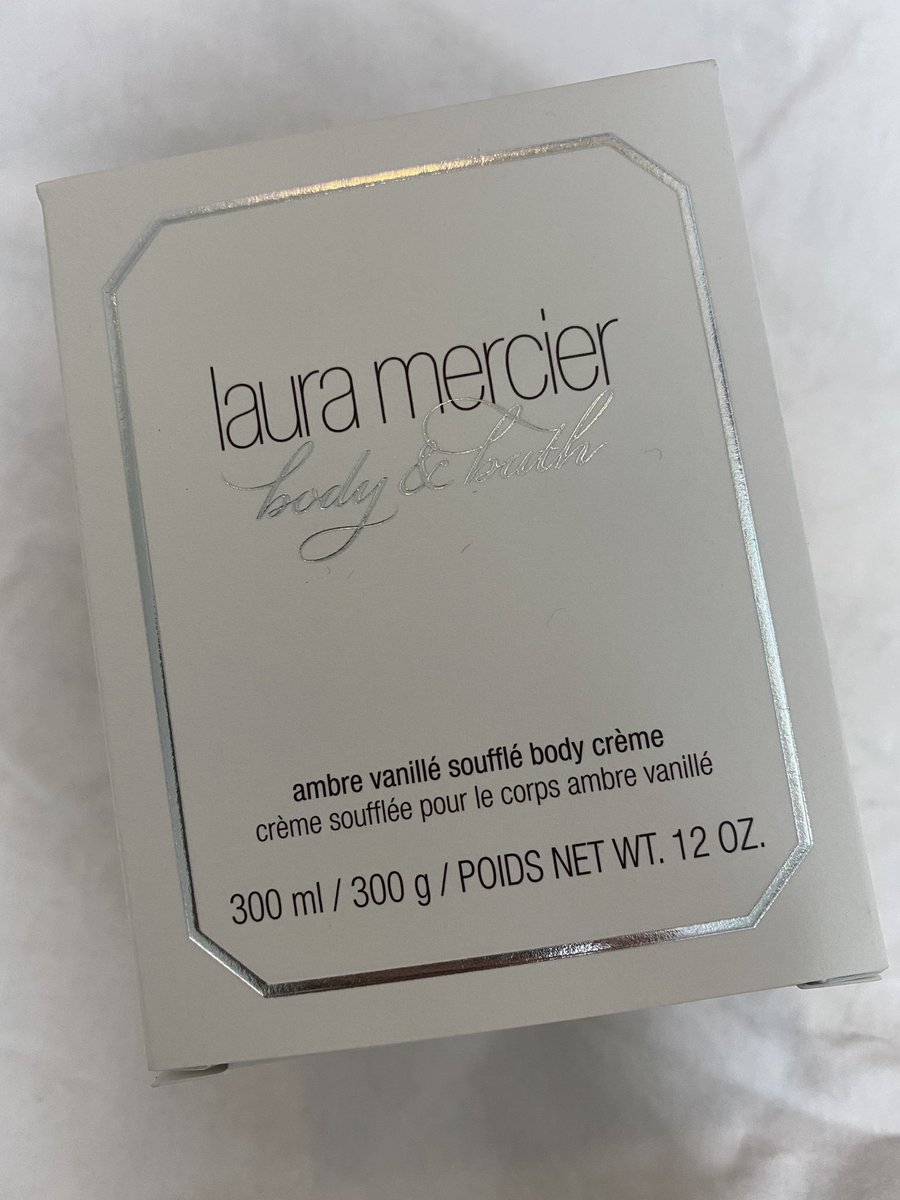 laura mercier
body & bath
ambre vanillé soufflé body crème
crème soufflée pour le corps ambre vanillé
300 ml / 300 g / POIDS NET WT. 12 OZ.